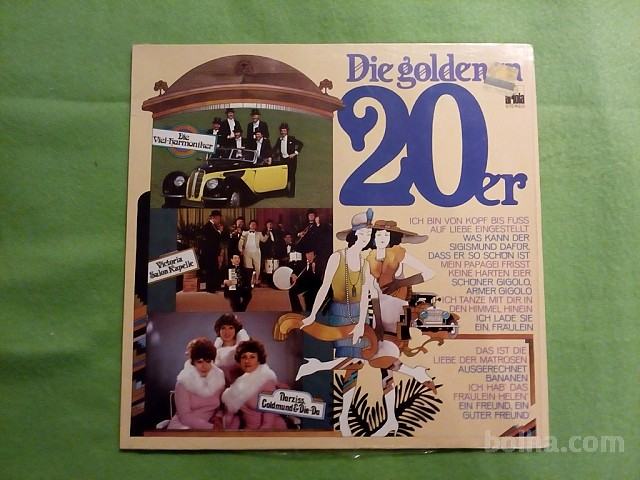 Die goldenen
20er
ariola
STEREO
Die
Viel-harmoniker
Victoria
Salon Kapelle
Narziss,
Goldmund & Die-Da
ICH BIN VON KOPF BIS FUSS
AUF LIEBE EINGESTELLT
WAS KANN DER
SIGISMUND DAFÜR,
DASS ER SO SCHÖN IST
MEIN PAPAGEI FRISST
KEINE HARTEN EIER
SCHÖNER GIGOLO,
ARMER GIGOLO
ICH TANZE MIT DIR IN
DEN HIMMEL HINEIN
ICH LADE SIE
EIN, FRÄULEIN
DAS IST DIE
LIEBE DER MATROSEN
AUSGERECHNET
BANANEN
ICH HAB' DAS
FRÄULEIN HELEN'
EIN FREUND, EIN
GUTER FREUND
bolha.com